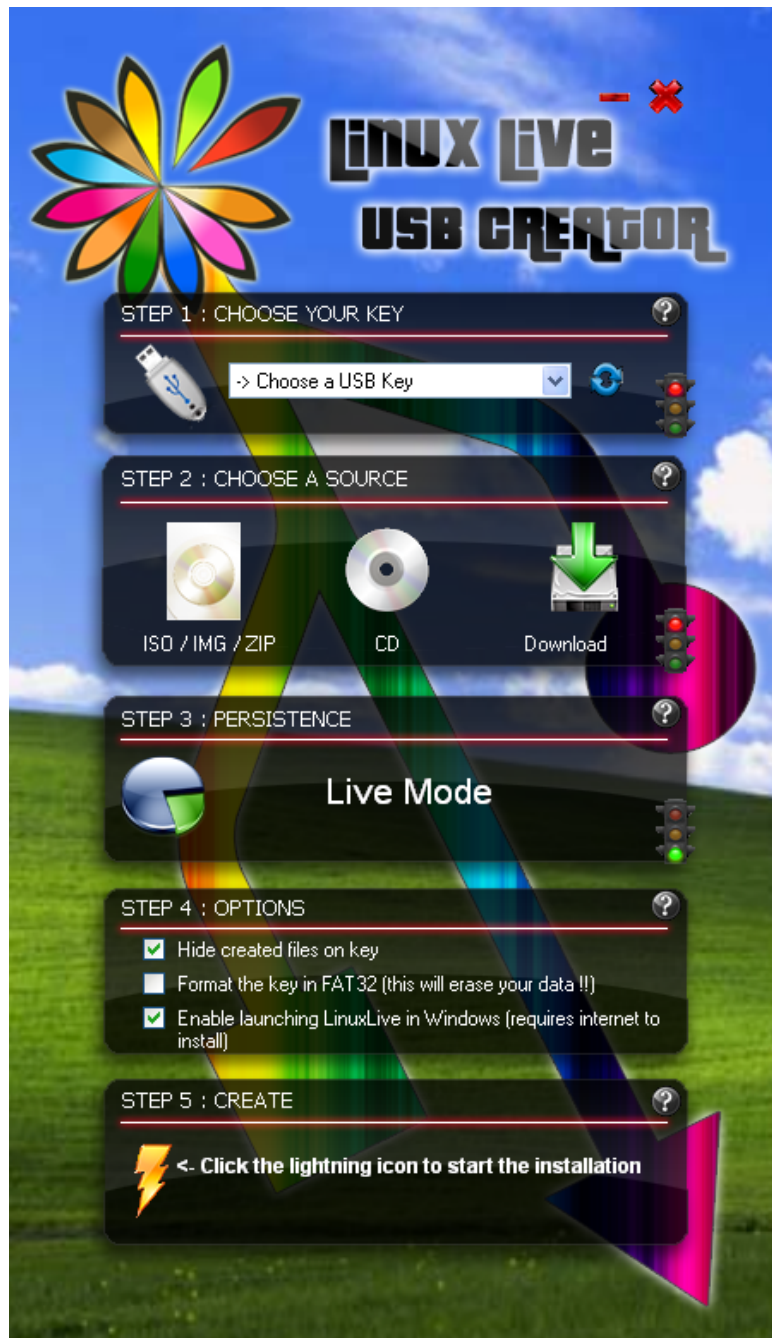 Linux Live
USB CREATOR
STEP 1 : CHOOSE YOUR KEY
?
-> Choose a USB Key
STEP 2 : CHOOSE A SOURCE
?
ISO / IMG / ZIP
CD
Download
STEP 3 : PERSISTENCE
?
Live Mode
STEP 4 : OPTIONS
?
Hide created files on key
Format the key in FAT32 (this will erase your data !!)
Enable launching LinuxLive in Windows (requires internet to
install)
STEP 5 : CREATE
?
<- Click the lightning icon to start the installation